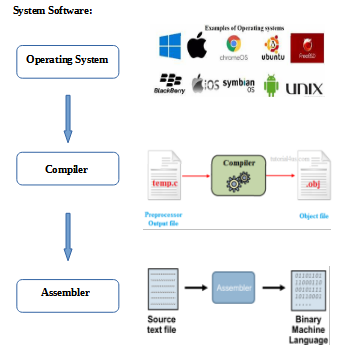 System Software:
Examples of Operating systems
Operating System
chromeOS
ubuntu
FreeBSD
BlackBerry
iOS
symbian
OS
UNIX
Compiler
Compiler
temp.c
.obj
Preprocessor
Output file
Object file
Assembler
Assembler
Source
text file
Binary
Machine
Language
01101101
11000110
00101111
10110001
.....